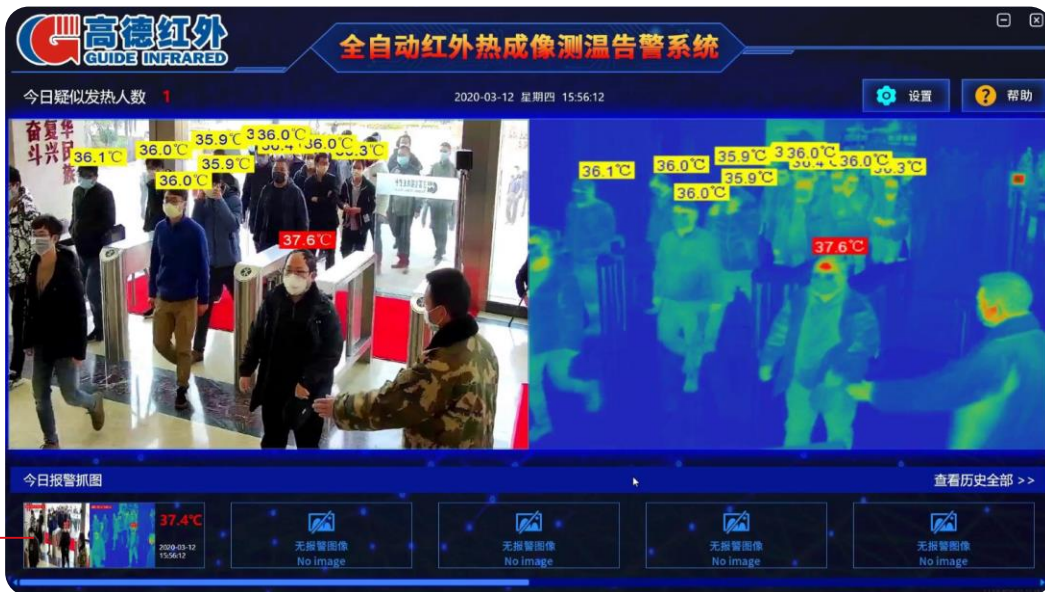 高德红外
GUIDE INFRARED
全自动红外热成像测温告警系统
今日疑似发热人数 1
2020-03-12 星期四 15:56:12
设置
帮助
36.1℃
36.0℃
35.9℃
36.0℃
36.0℃
35.9℃
36.0℃
37.6℃
36.1℃
36.0℃
35.9℃
36.0℃
36.0℃
35.9℃
36.0℃
37.6℃
今日报警抓图
查看历史全部 >>
37.4℃
2020-03-12
15:56:12
无报警图像
No image
无报警图像
No image
无报警图像
No image
无报警图像
No image